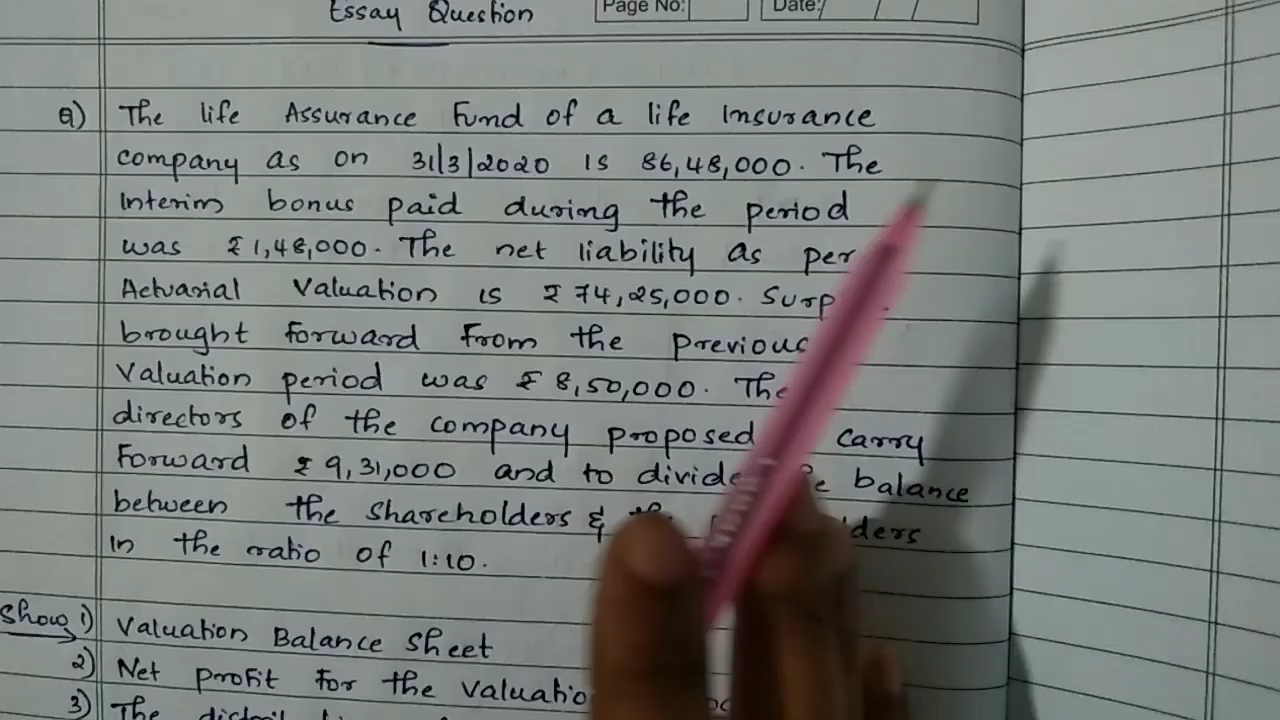 Essay Question
Page No:
Date:
Q) The life Assurance Fund of a life Insurance
company as on 31/3/2020 is 86,48,000. The
Interim bonus paid during the period
was ₹1,48,000. The net liability as per
Actuarial Valuation is ₹74,25,000.
brought forward from the
Valuation period was ₹8,50,000.
directors of the company proposed carry
Forward ₹9,31,000 and to divide balance
between the shareholders &
in the ratio of 1:10.
Show 1) Valuation Balance Sheet
2) Net profit for the
3) The